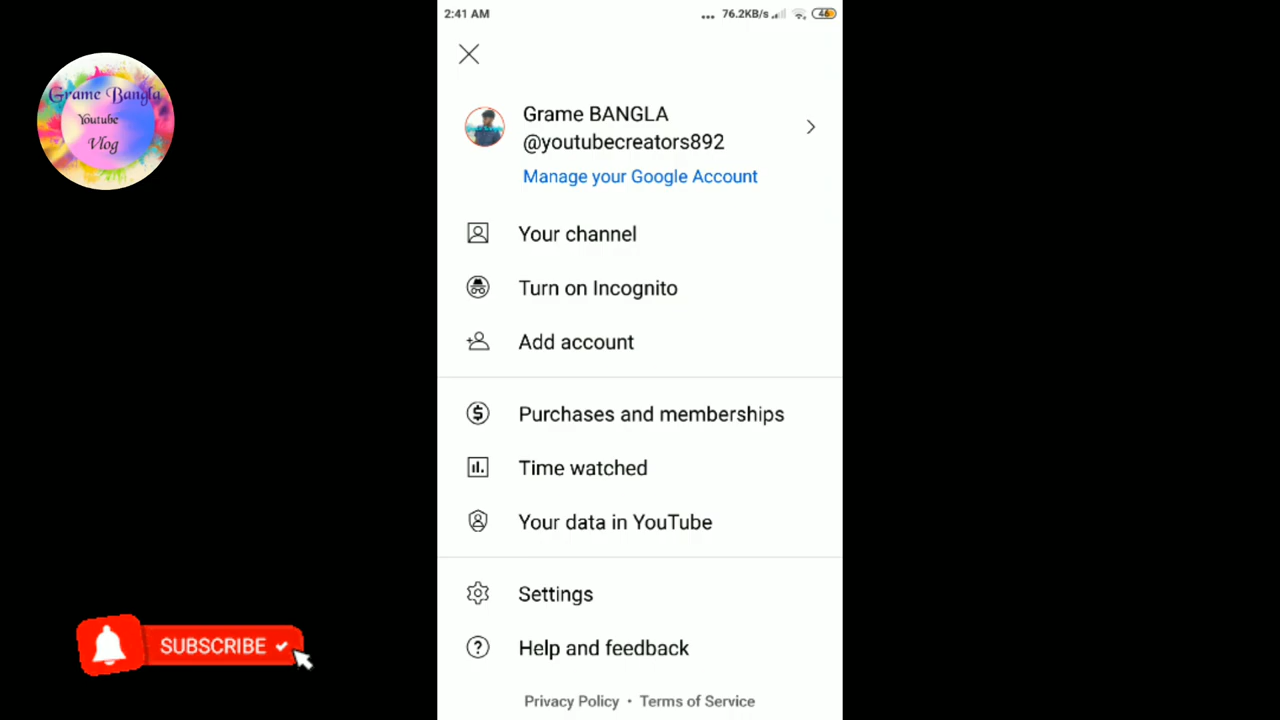 2:41 AM
... 76.2KB/s 46
Grame Bangla
Youtube
Vlog
Grame BANGLA
@youtubecreators892
Manage your Google Account
Your channel
Turn on Incognito
Add account
Purchases and memberships
Time watched
Your data in YouTube
Settings
Help and feedback
SUBSCRIBE
Privacy Policy • Terms of Service